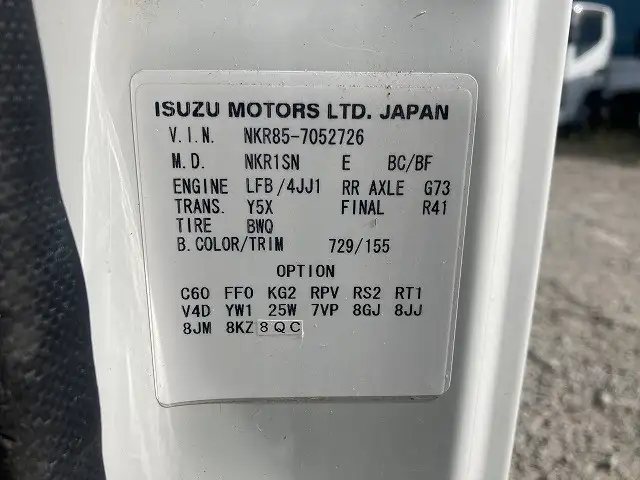 ISUZU MOTORS LTD. JAPAN
V.I.N. NKR85-7052726
M.D. NKR1SN E BC/BF
ENGINE LFB/4JJ1 RR AXLE G73
TRANS. Y5X FINAL R41
TIRE BWQ
B.COLOR/TRIM 729/155
OPTION
C60 FF0 KG2 RPV RS2 RT1
V4D YW1 25W 7VP 8GJ 8JJ
8JM 8KZ 8QC